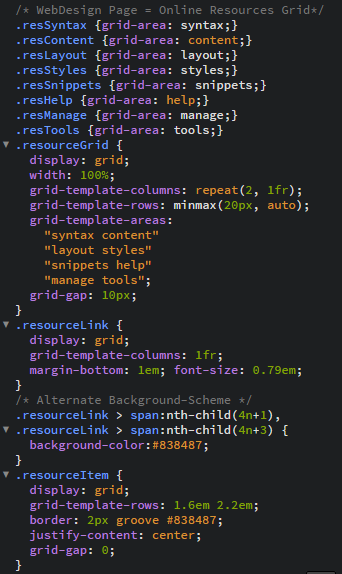 /* WebDesign Page = Online Resources Grid*/
.resSyntax {grid-area: syntax;}
.resContent {grid-area: content;}
.resLayout {grid-area: layout;}
.resStyles {grid-area: styles;}
.resSnippets {grid-area: snippets;}
.resHelp {grid-area: help;}
.resManage {grid-area: manage;}
.resTools {grid-area: tools;}
.resourceGrid {
display: grid;
width: 100%;
grid-template-columns: repeat(2, 1fr);
grid-template-rows: minmax(20px, auto);
grid-template-areas:
"syntax content"
"layout styles"
"snippets help"
"manage tools";
grid-gap: 10px;
}
.resourceLink {
display: grid;
grid-template-columns: 1fr;
margin-bottom: 1em; font-size: 0.79em;
}
/* Alternate Background-Scheme */
.resourceLink > span:nth-child(4n+1),
.resourceLink > span:nth-child(4n+3) {
background-color:#838487;
}
.resourceItem {
display: grid;
grid-template-rows: 1.6em 2.2em;
border: 2px groove #838487;
justify-content: center;
grid-gap: 0;
}